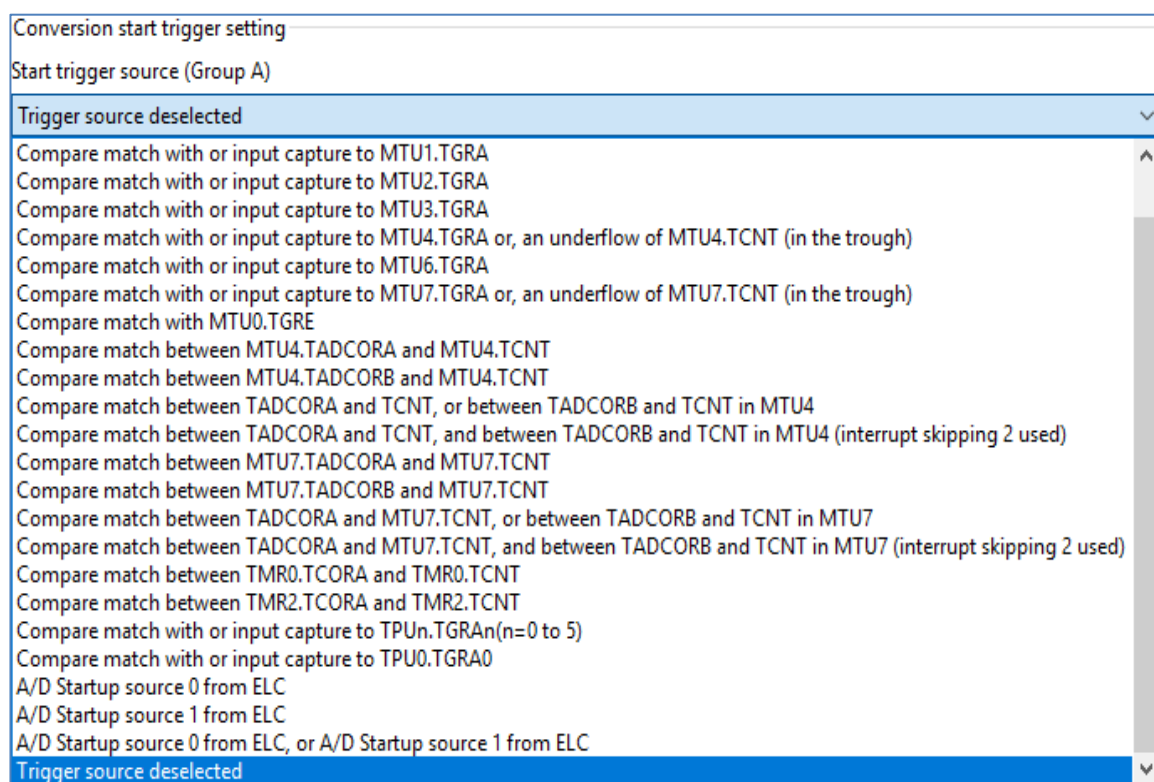 Conversion start trigger setting
Start trigger source (Group A)
Trigger source deselected
Compare match with or input capture to MTU1.TGRA
Compare match with or input capture to MTU2.TGRA
Compare match with or input capture to MTU3.TGRA
Compare match with or input capture to MTU4.TGRA or, an underflow of MTU4.TCNT (in the trough)
Compare match with or input capture to MTU6.TGRA
Compare match with or input capture to MTU7.TGRA or, an underflow of MTU7.TCNT (in the trough)
Compare match with MTU0.TGRE
Compare match between MTU4.TADCORA and MTU4.TCNT
Compare match between MTU4.TADCORB and MTU4.TCNT
Compare match between TADCORA and TCNT, or between TADCORB and TCNT in MTU4
Compare match between TADCORA and TCNT, and between TADCORB and TCNT in MTU4 (interrupt skipping 2 used)
Compare match between MTU7.TADCORA and MTU7.TCNT
Compare match between MTU7.TADCORB and MTU7.TCNT
Compare match between TADCORA and MTU7.TCNT, or between TADCORB and TCNT in MTU7
Compare match between TADCORA and MTU7.TCNT, and between TADCORB and TCNT in MTU7 (interrupt skipping 2 used)
Compare match between TMR0.TCORA and TMR0.TCNT
Compare match between TMR2.TCORA and TMR2.TCNT
Compare match with or input capture to TPUn.TGRAn(n=0 to 5)
Compare match with or input capture to TPU0.TGRA0
A/D Startup source 0 from ELC
A/D Startup source 1 from ELC
A/D Startup source 0 from ELC, or A/D Startup source 1 from ELC
Trigger source deselected